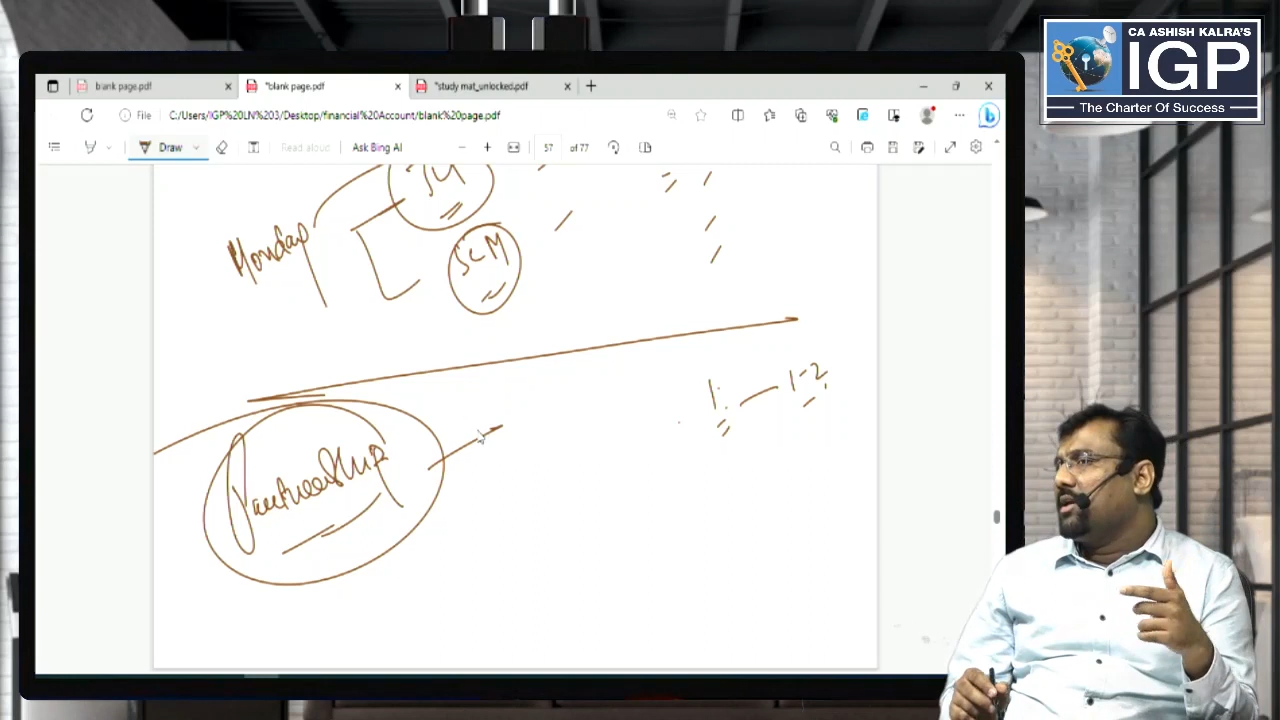 CA ASHISH KALRA'S
IGP
The Charter Of Success
blank page.pdf
*blank page.pdf
*study mat_unlocked.pdf
File
C:/Users/IGP%20LN%203/Desktop/financial%20Account/blank%20page.pdf
Draw
Read aloud
Ask Bing AI
57
of 77
Monday
SCM
1.
1-2
Partnership